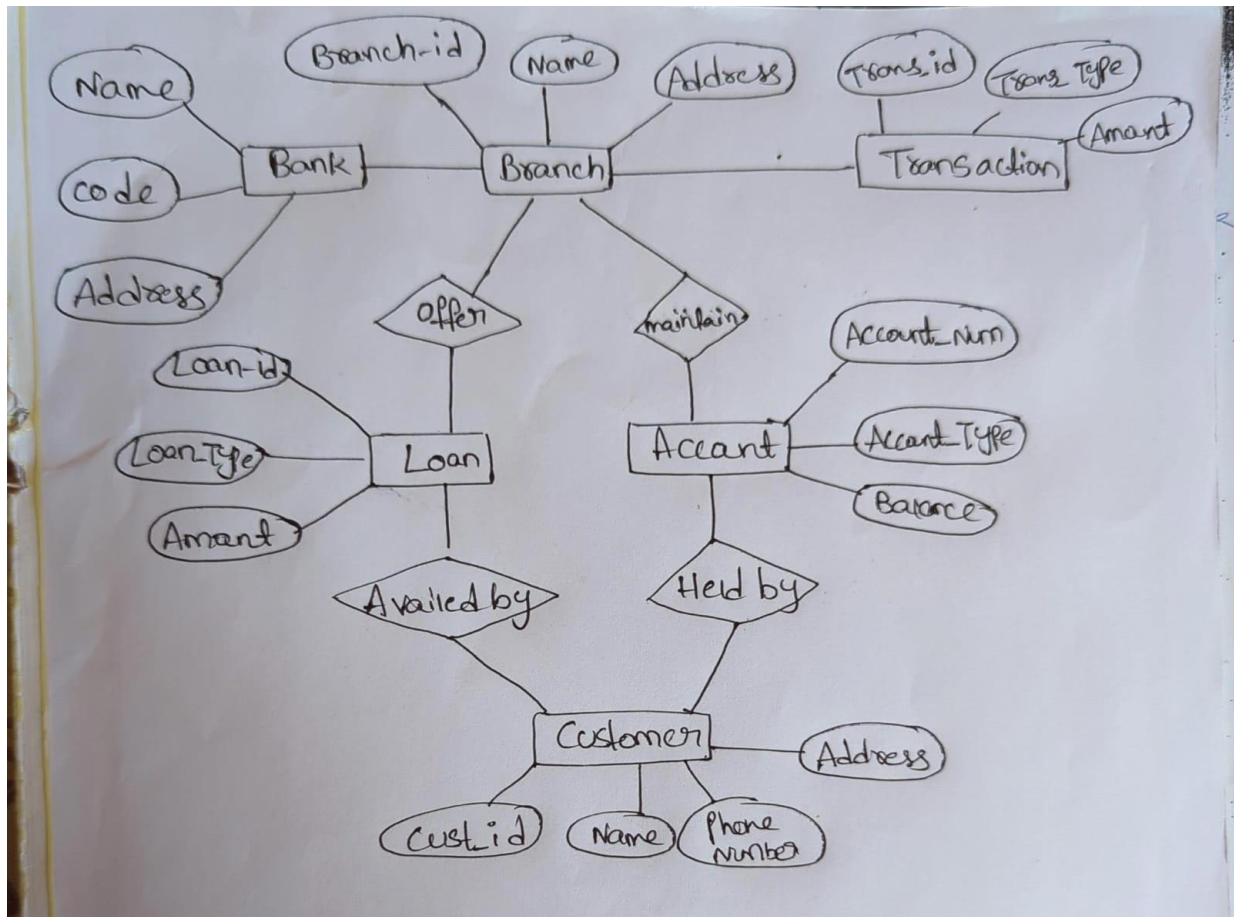 Branch-id
Name
Address
Trans_id
Trans_Type
Name
Amant
Bank
Branch
Transaction
code
Address
Offer
maintain
Account_Num
Loan-id
Accant_Type
Loan_Type
Loan
Accant
Balance
Amant
Availed by
Held by
Customer
Address
Cust_id
Name
Phone
Number